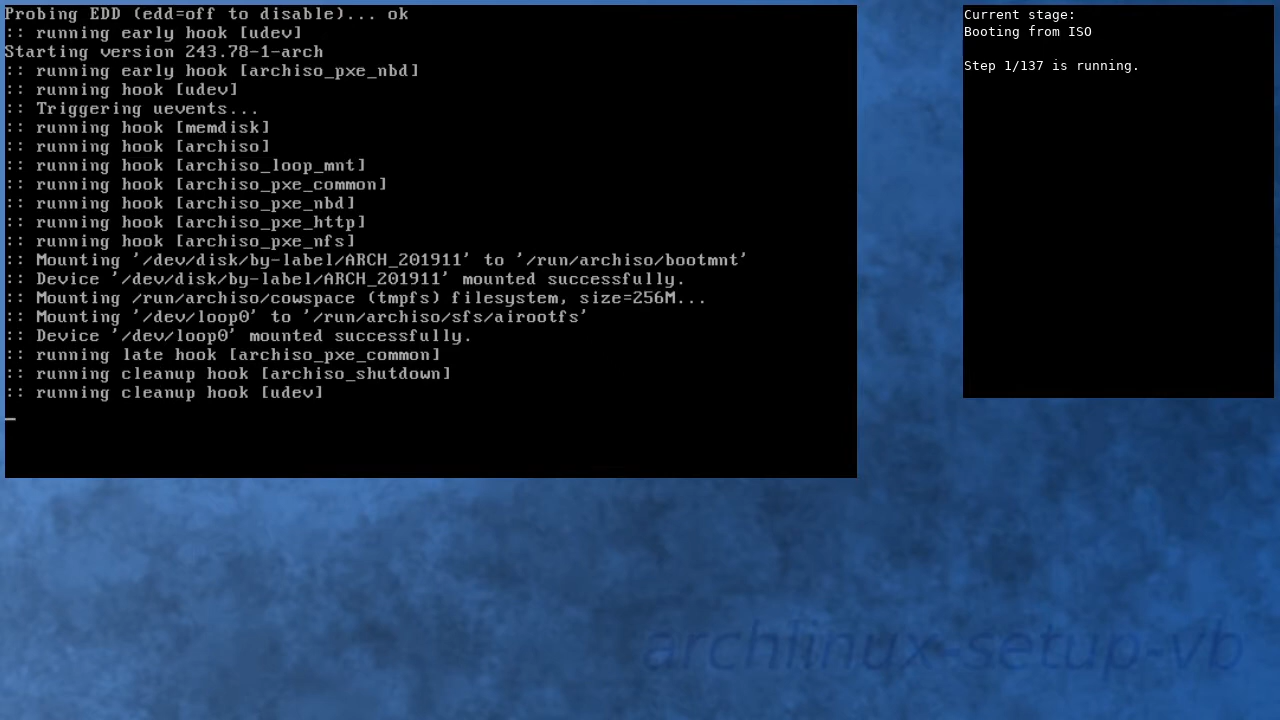 Probing EDD (edd=off to disable)... ok
:: running early hook [udev]
Starting version 243.78-1-arch
:: running early hook [archiso_pxe_nbd]
:: running hook [udev]
:: Triggering uevents...
:: running hook [memdisk]
:: running hook [archiso]
:: running hook [archiso_loop_mnt]
:: running hook [archiso_pxe_common]
:: running hook [archiso_pxe_nbd]
:: running hook [archiso_pxe_http]
:: running hook [archiso_pxe_nfs]
:: Mounting '/dev/disk/by-label/ARCH_201911' to '/run/archiso/bootmnt'
:: Device '/dev/disk/by-label/ARCH_201911' mounted successfully.
:: Mounting /run/archiso/cowspace (tmpfs) filesystem, size=256M...
:: Mounting '/dev/loop0' to '/run/archiso/sfs/airootfs'
:: Device '/dev/loop0' mounted successfully.
:: running late hook [archiso_pxe_common]
:: running cleanup hook [archiso_shutdown]
:: running cleanup hook [udev]
_
Current stage:
Booting from ISO
Step 1/137 is running.
archlinux-setup-vb